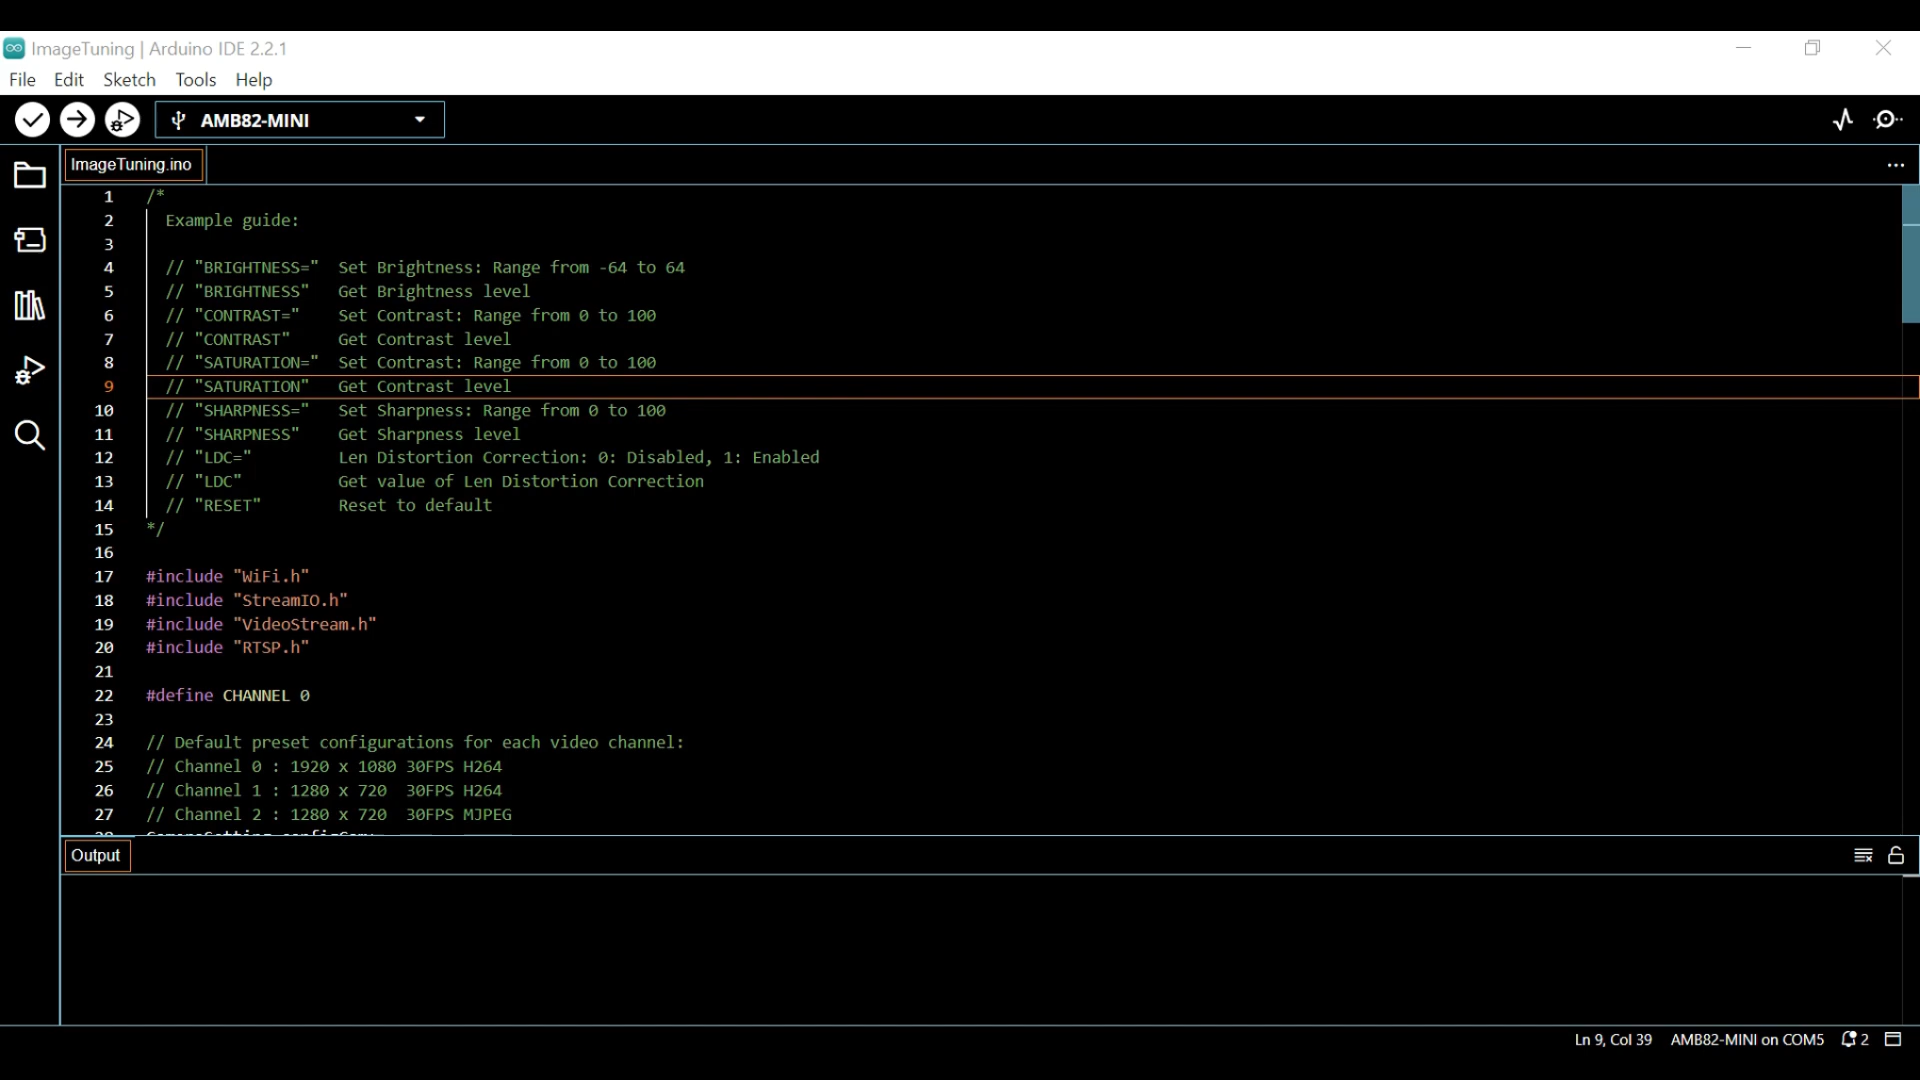 ImageTuning | Arduino IDE 2.2.1
File Edit Sketch Tools Help
AMB82-MINI
ImageTuning.ino
1 /*
2 Example guide:
3
4 // "BRIGHTNESS=" Set Brightness: Range from -64 to 64
5 // "BRIGHTNESS" Get Brightness level
6 // "CONTRAST=" Set Contrast: Range from 0 to 100
7 // "CONTRAST" Get Contrast level
8 // "SATURATION=" Set Contrast: Range from 0 to 100
9 // "SATURATION" Get Contrast level
10 // "SHARPNESS=" Set Sharpness: Range from 0 to 100
11 // "SHARPNESS" Get Sharpness level
12 // "LDC=" Len Distortion Correction: 0: Disabled, 1: Enabled
13 // "LDC" Get value of Len Distortion Correction
14 // "RESET" Reset to default
15 */
16
17 #include "WiFi.h"
18 #include "StreamIO.h"
19 #include "VideoStream.h"
20 #include "RTSP.h"
21
22 #define CHANNEL 0
23
24 // Default preset configurations for each video channel:
25 // Channel 0 : 1920 x 1080 30FPS H264
26 // Channel 1 : 1280 x 720 30FPS H264
27 // Channel 2 : 1280 x 720 30FPS MJPEG
Output
Ln 9, Col 39 AMB82-MINI on COM5 2